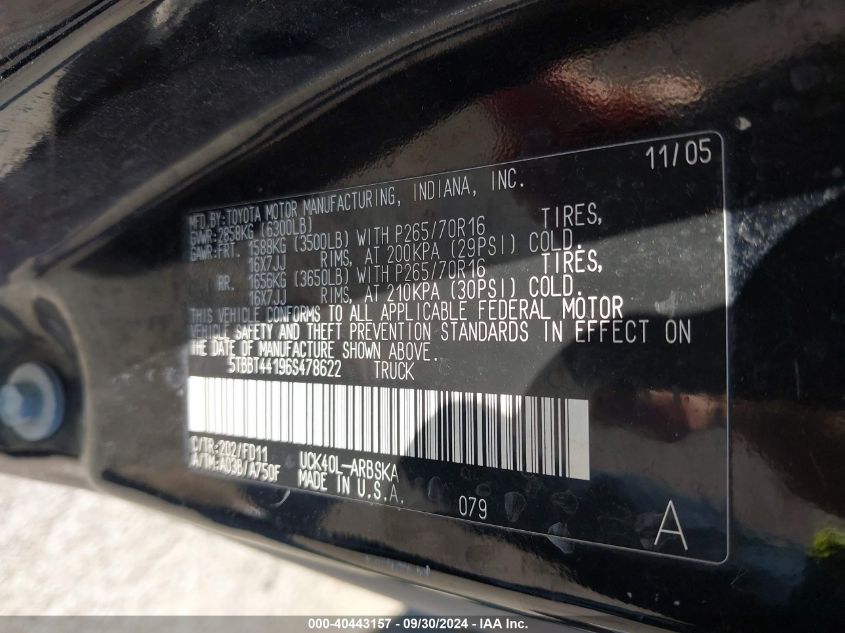 11/05
MFD.BY:TOYOTA MOTOR MANUFACTURING, INDIANA, INC.
GVWR:2858KG (6300LB)
GAWR:FRT. 1588KG (3500LB) WITH P265/70R16 TIRES,
16X7JJ RIMS, AT 200KPA (29PSI) COLD.
RR. 1656KG (3650LB) WITH P265/70R16 TIRES,
16X7JJ RIMS, AT 210KPA (30PSI) COLD.
THIS VEHICLE CONFORMS TO ALL APPLICABLE FEDERAL MOTOR
VEHICLE SAFETY AND THEFT PREVENTION STANDARDS IN EFFECT ON
THE DATE OF MANUFACTURE SHOWN ABOVE.
5TBBT44196S478622 TRUCK
C/TR:202/FD11 UCK40L-ARBSKA
A/TM:A03B/A750F MADE IN U.S.A.
079
A
000-40443157 - 09/30/2024 - IAA Inc.